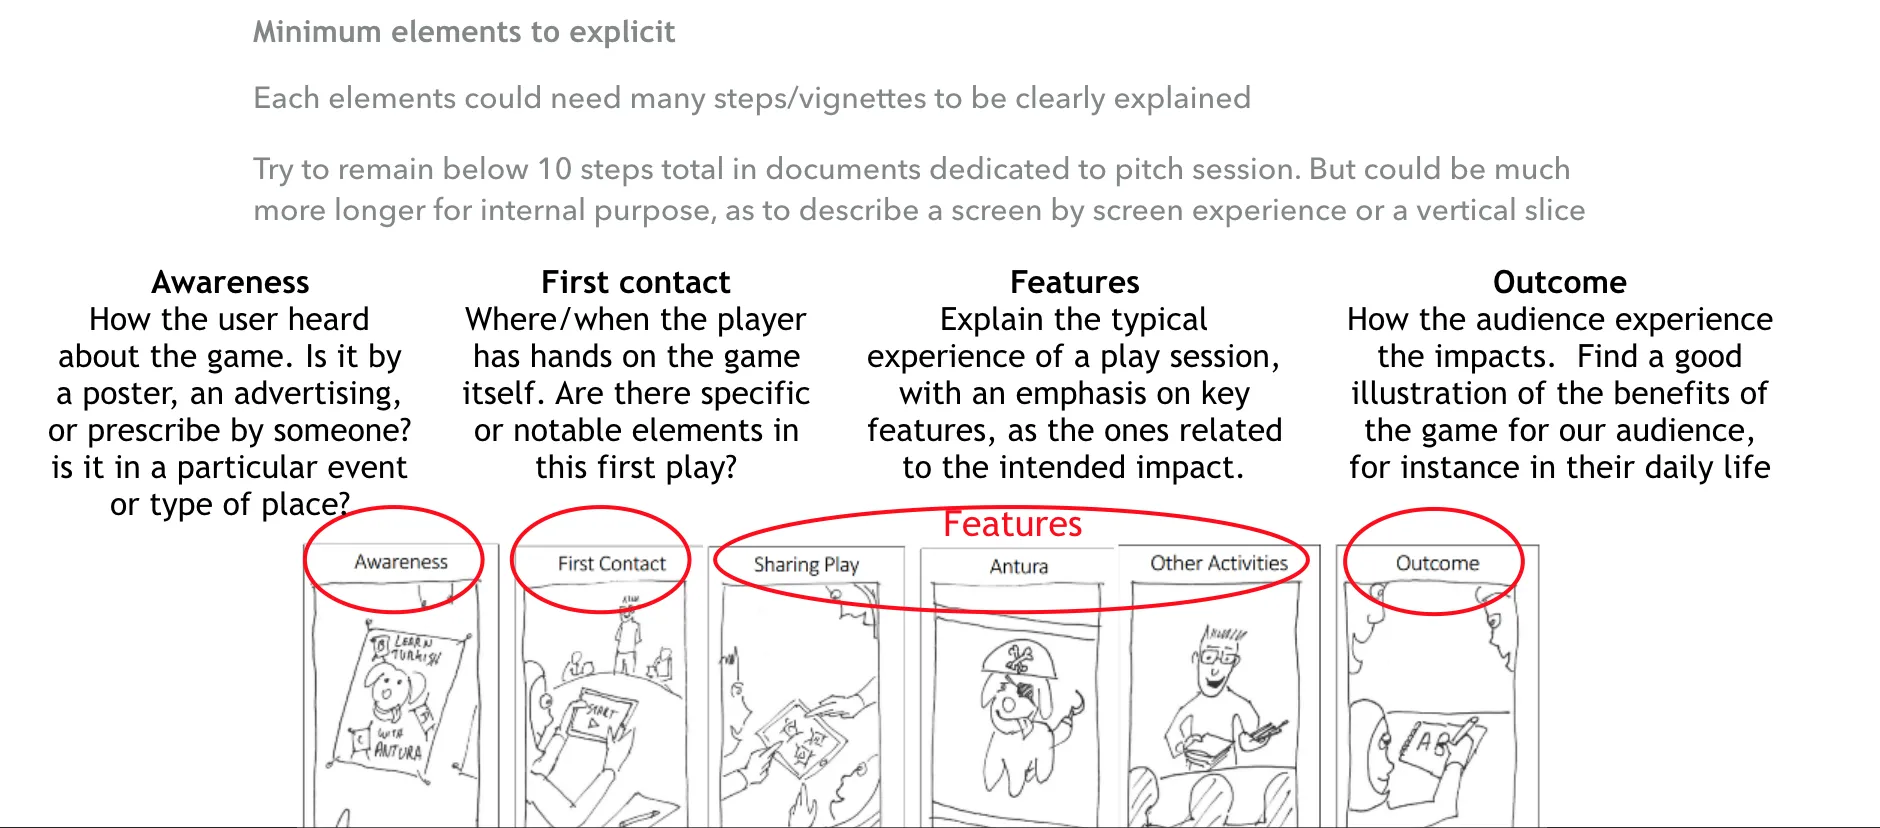 Minimum elements to explicit
Each elements could need many steps/vignettes to be clearly explained
Try to remain below 10 steps total in documents dedicated to pitch session. But could be much
more longer for internal purpose, as to describe a screen by screen experience or a vertical slice
Awareness
How the user heard
about the game. Is it by
a poster, an advertising,
or prescribe by someone?
is it in a particular event
or type of place?
First contact
Where/when the player
has hands on the game
itself. Are there specific
or notable elements in
this first play?
Features
Explain the typical
experience of a play session,
with an emphasis on key
features, as the ones related
to the intended impact.
Outcome
How the audience experience
the impacts.  Find a good
illustration of the benefits of
the game for our audience,
for instance in their daily life
Features
Awareness
First Contact
Sharing Play
Antura
Other Activities
Outcome
B LEARN
TURKISH
C WITH
ANTURA
START
AB